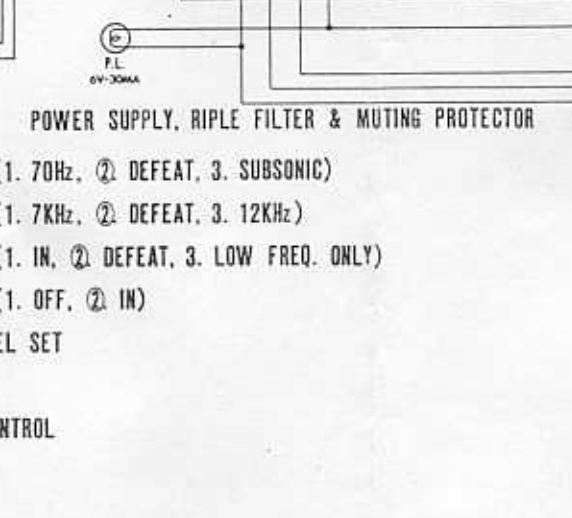 P.L.
6V-30MA
POWER SUPPLY, RIPLE FILTER & MUTING PROTECTOR
(1. 70Hz, ②. DEFEAT, 3. SUBSONIC)
(1. 7KHz, ②. DEFEAT, 3. 12KHz)
(1. IN, ②. DEFEAT, 3. LOW FREQ. ONLY)
(1. OFF, ②. IN)
EL SET
NTROL